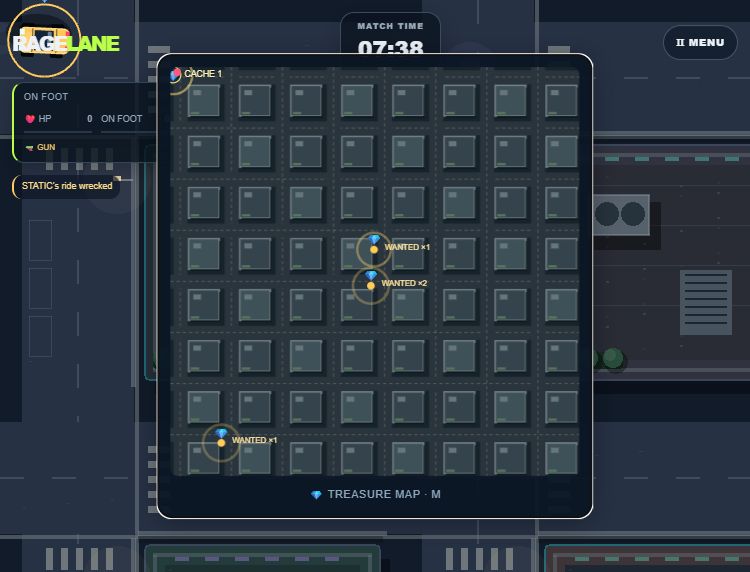 RAGELANE
MATCH TIME
07:38
II MENU
ON FOOT
HP 0 ON FOOT
GUN
STATIC's ride wrecked
CACHE 1
WANTED ×1
WANTED ×2
WANTED ×1
TREASURE MAP · M